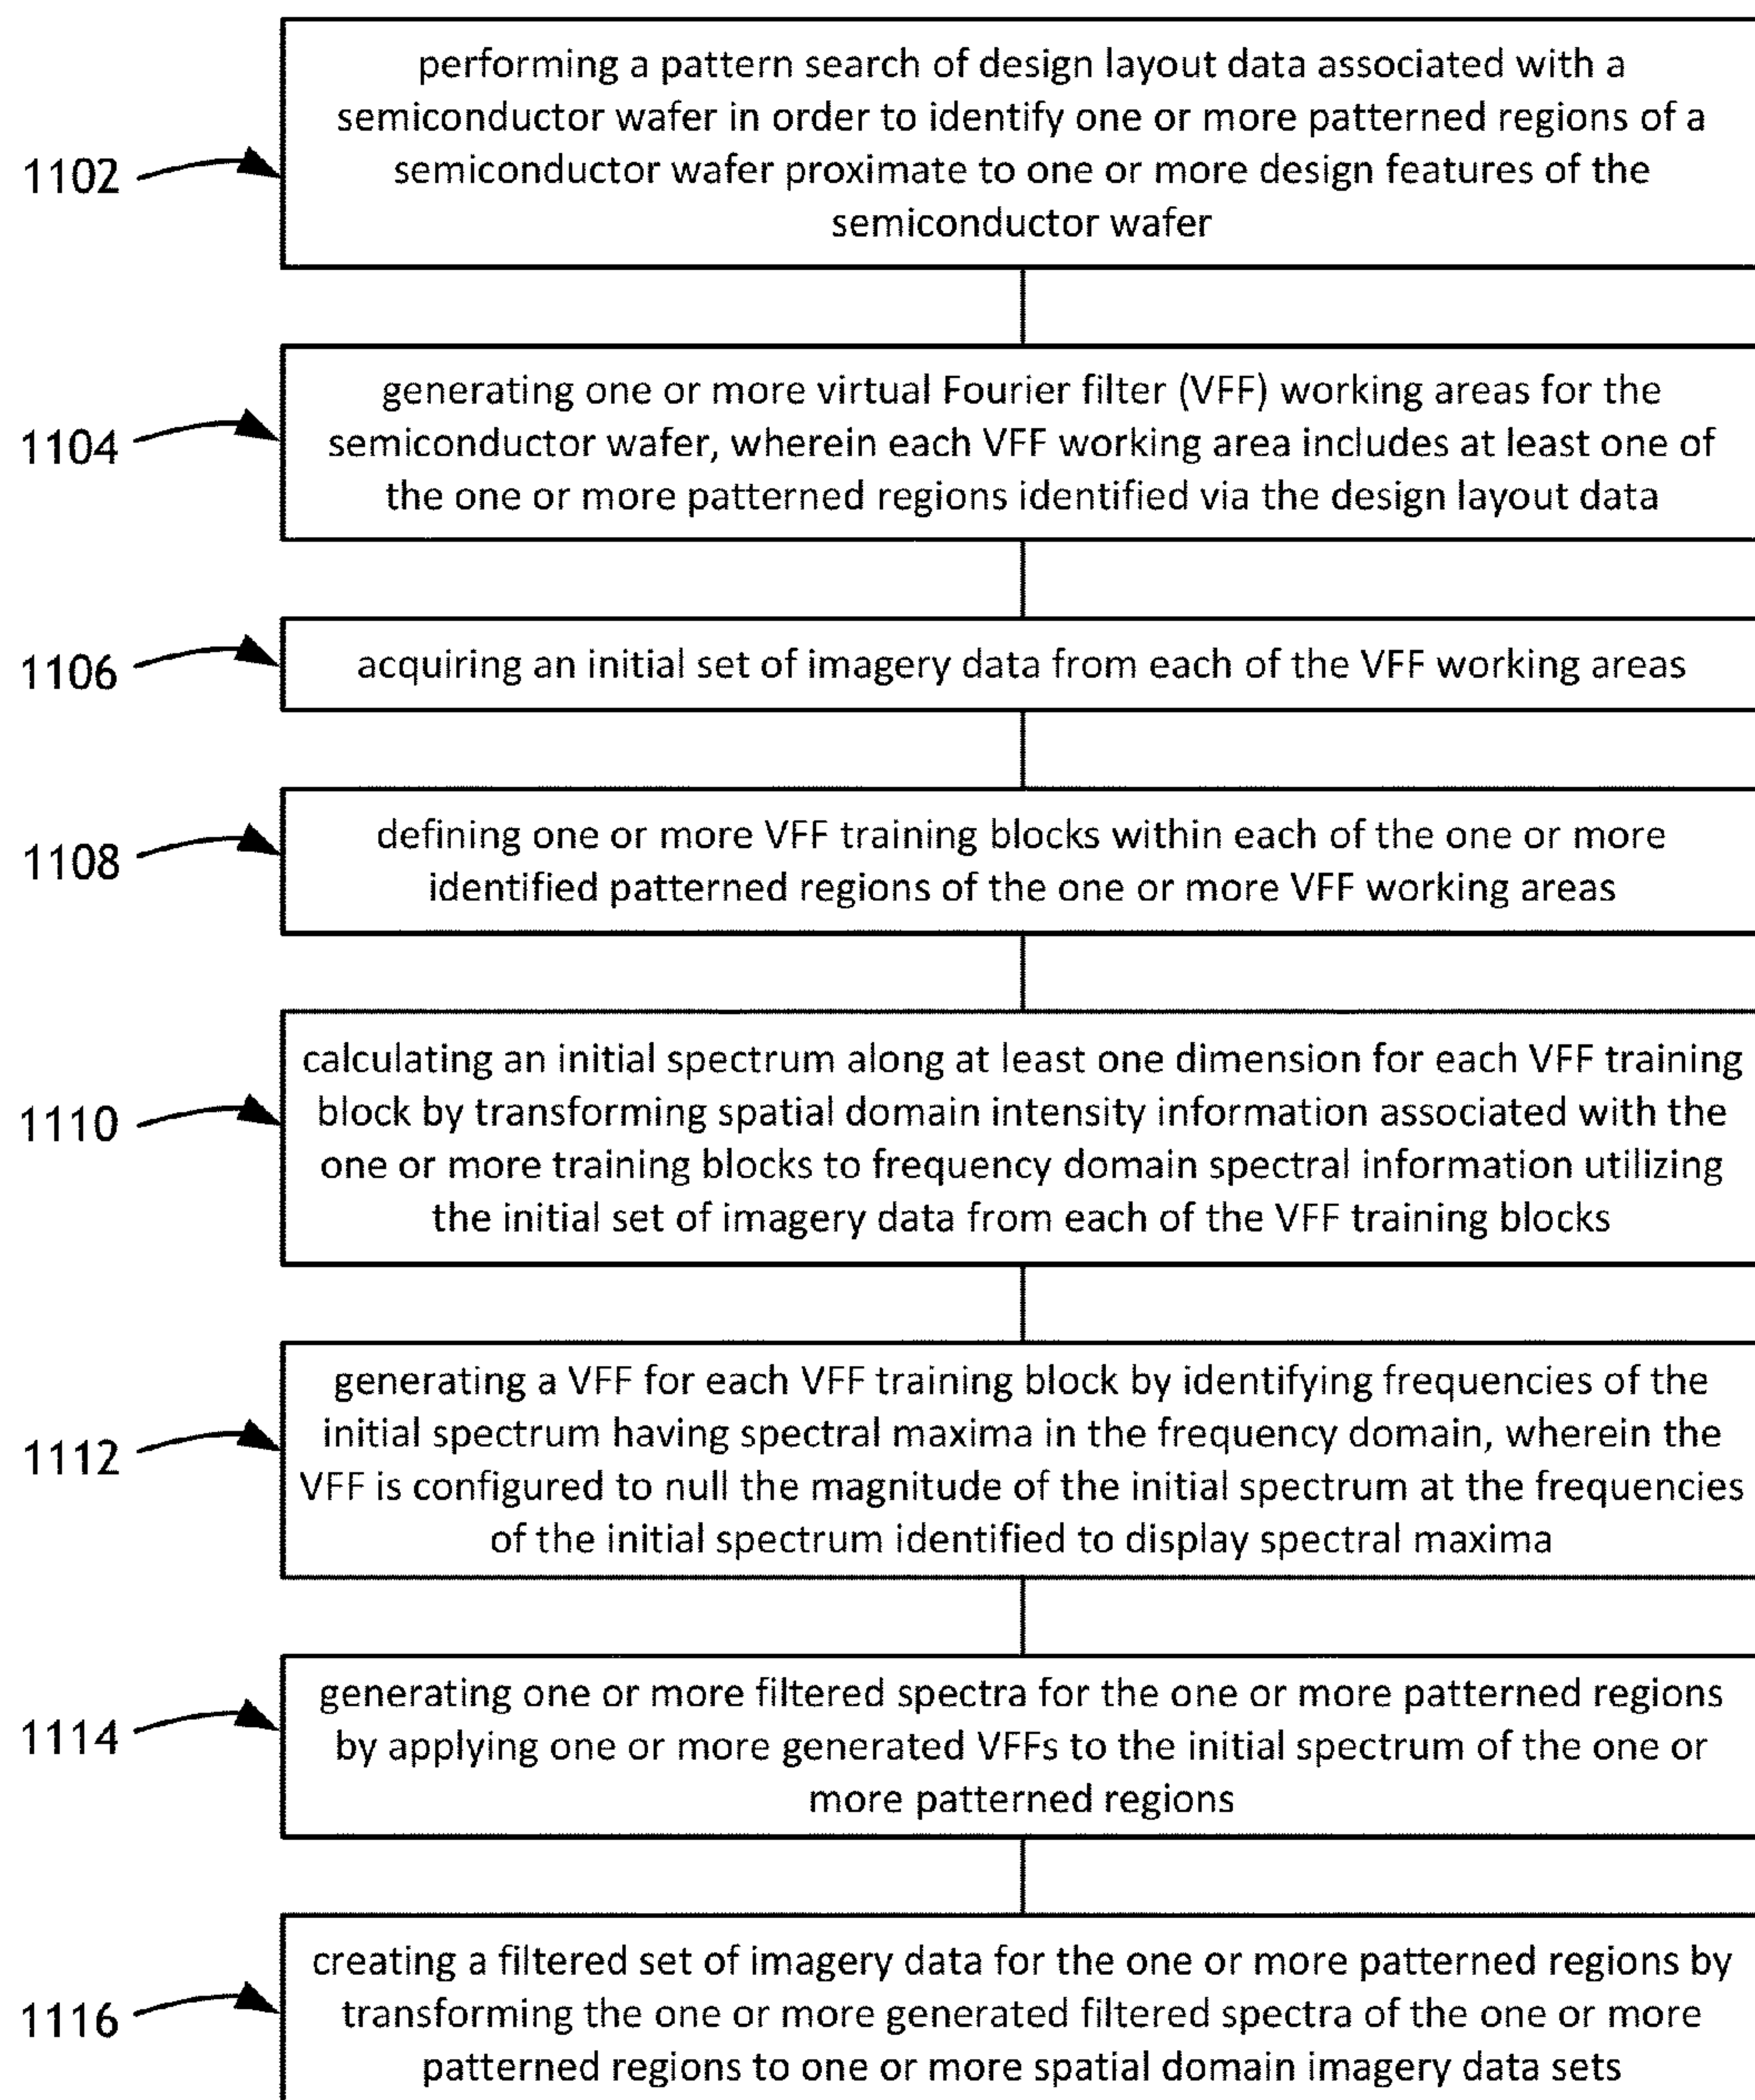 1102
performing a pattern search of design layout data associated with a
semiconductor wafer in order to identify one or more patterned regions of a
semiconductor wafer proximate to one or more design features of the
semiconductor wafer
1104
generating one or more virtual Fourier filter (VFF) working areas for the
semiconductor wafer, wherein each VFF working area includes at least one of
the one or more patterned regions identified via the design layout data
1106
acquiring an initial set of imagery data from each of the VFF working areas
1108
defining one or more VFF training blocks within each of the one or more
identified patterned regions of the one or more VFF working areas
1110
calculating an initial spectrum along at least one dimension for each VFF training
block by transforming spatial domain intensity information associated with the
one or more training blocks to frequency domain spectral information utilizing
the initial set of imagery data from each of the VFF training blocks
1112
generating a VFF for each VFF training block by identifying frequencies of the
initial spectrum having spectral maxima in the frequency domain, wherein the
VFF is configured to null the magnitude of the initial spectrum at the frequencies
of the initial spectrum identified to display spectral maxima
1114
generating one or more filtered spectra for the one or more patterned regions
by applying one or more generated VFFs to the initial spectrum of the one or
more patterned regions
1116
creating a filtered set of imagery data for the one or more patterned regions by
transforming the one or more generated filtered spectra of the one or more
patterned regions to one or more spatial domain imagery data sets